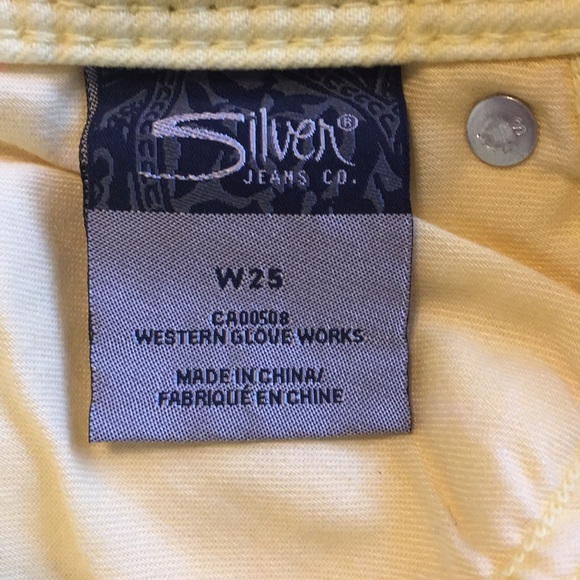 Silver®
JEANS CO.
W25
CA00508
WESTERN GLOVE WORKS
MADE IN CHINA/
FABRIQUÉ EN CHINE